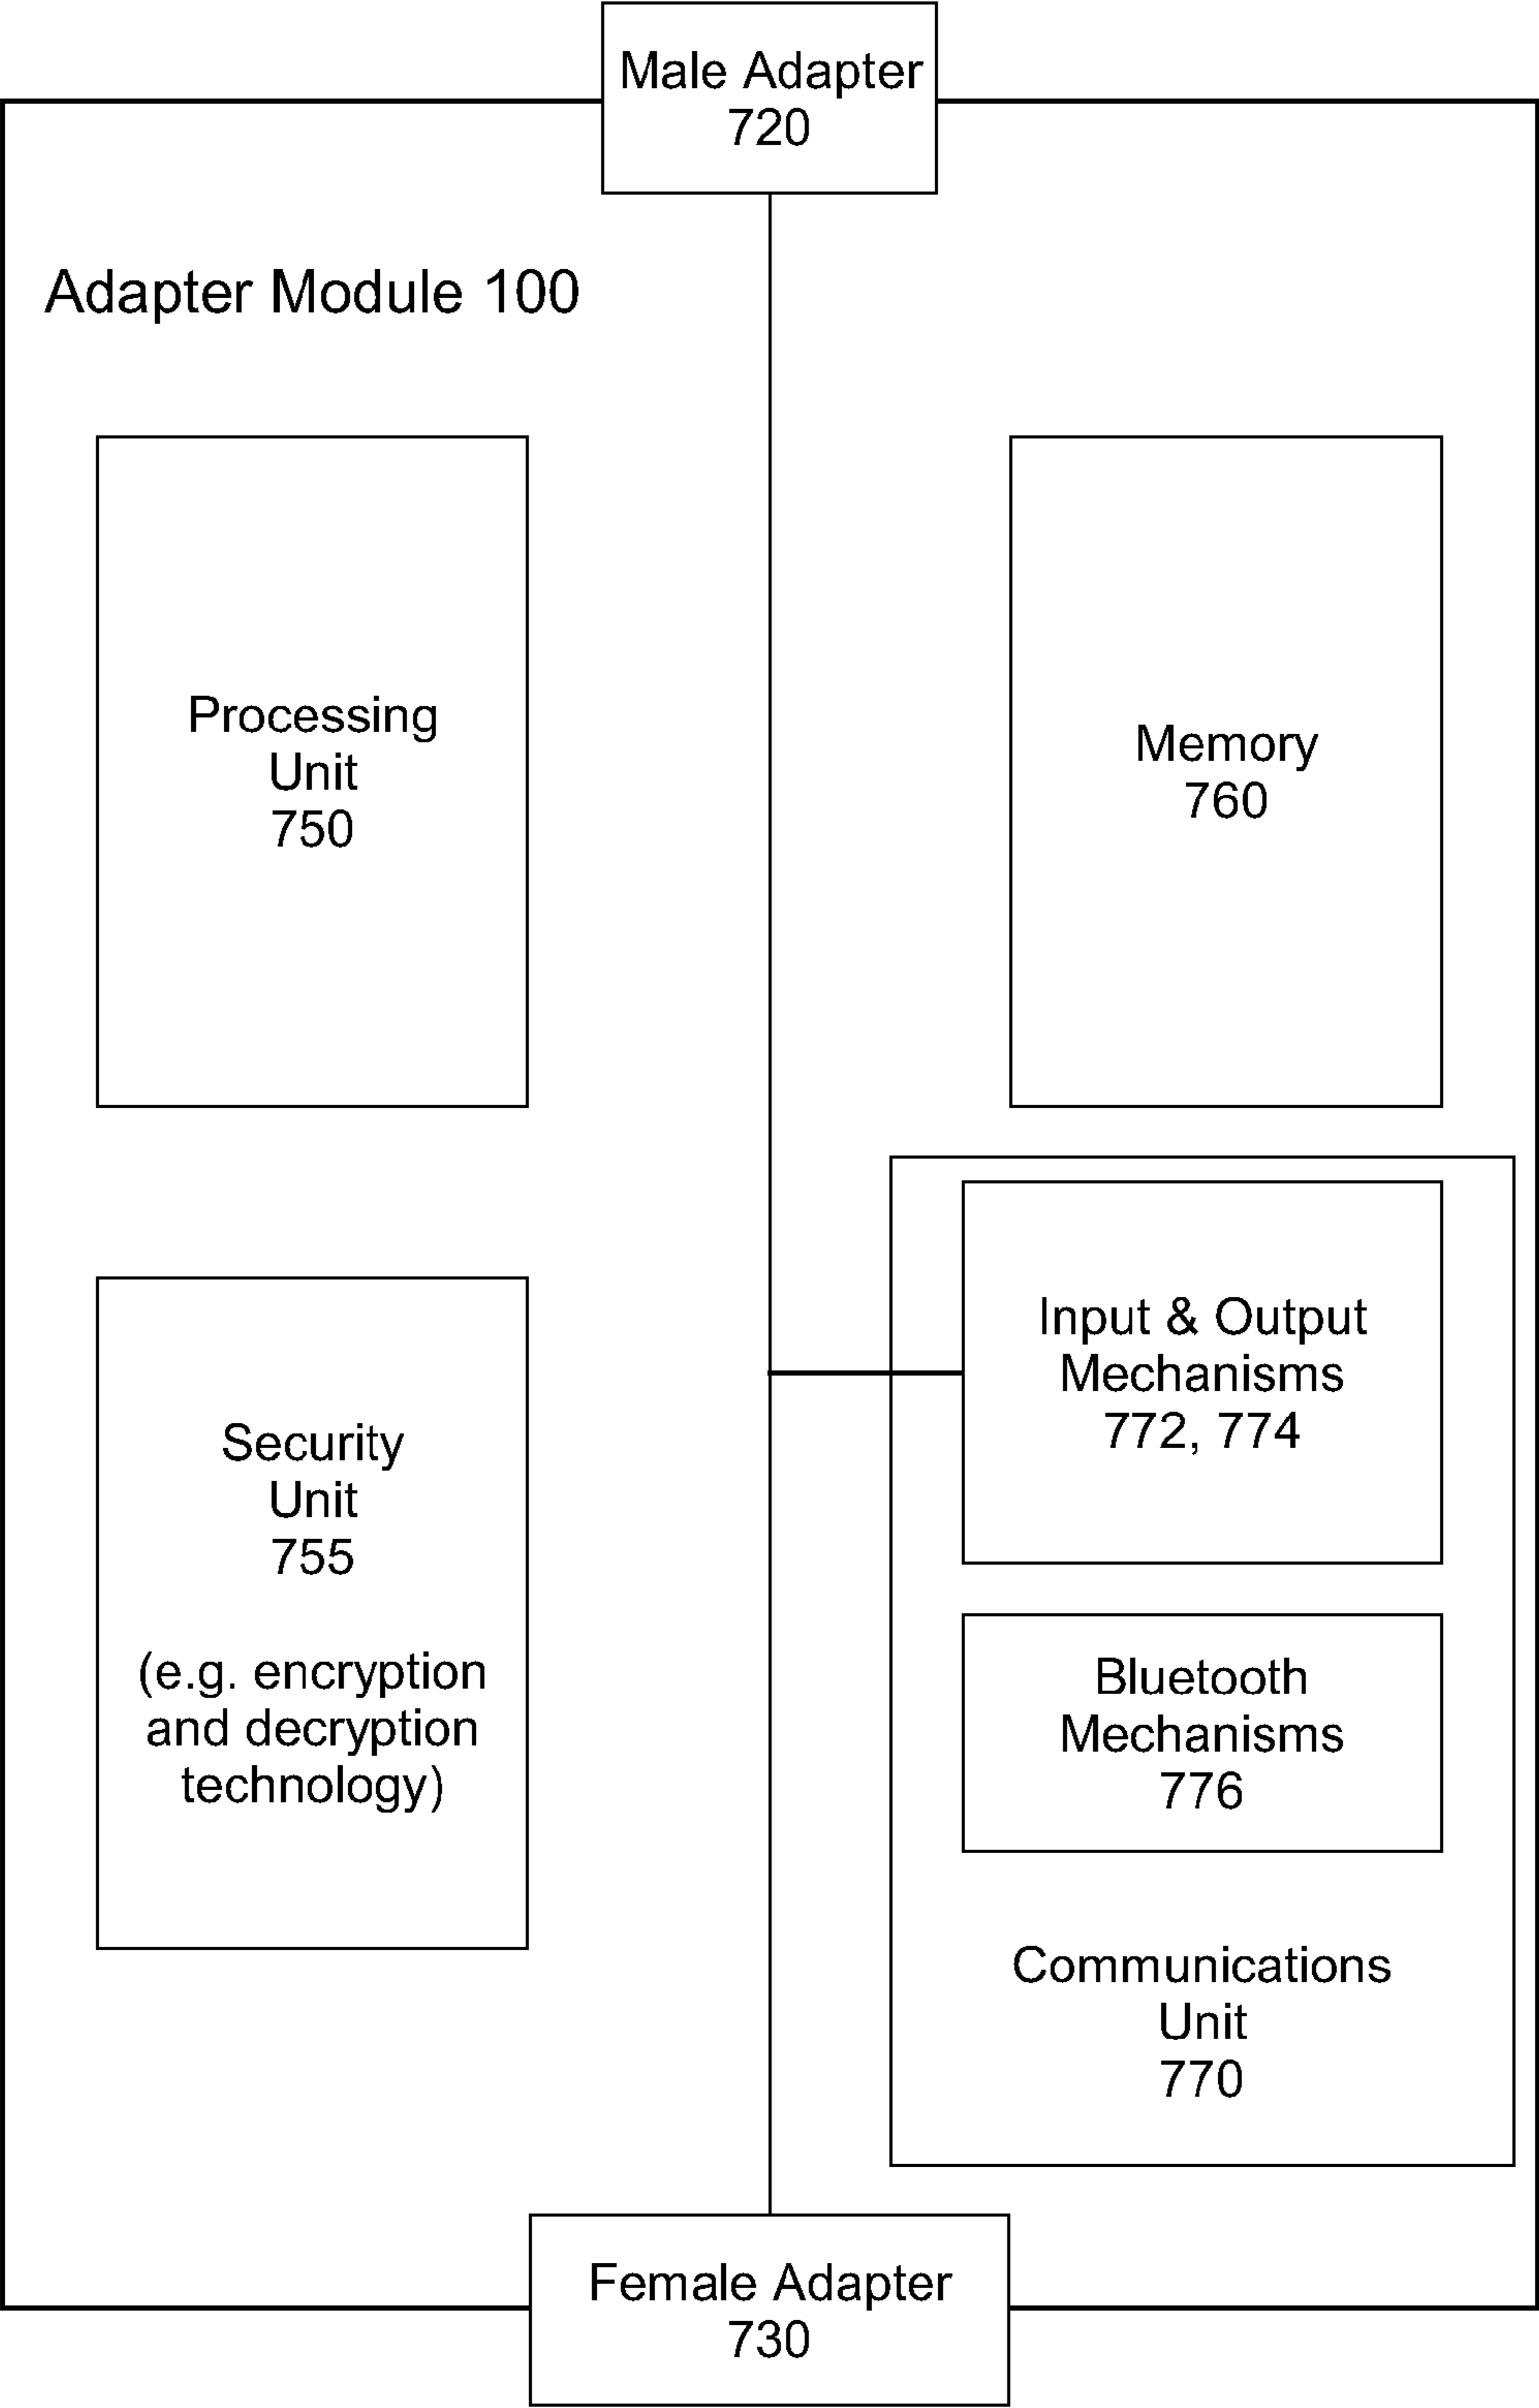 Male Adapter
720
Adapter Module 100
Processing
Unit
750
Memory
760
Input & Output
Mechanisms
772, 774
Security
Unit
755
(e.g. encryption
and decryption
technology)
Bluetooth
Mechanisms
776
Communications
Unit
770
Female Adapter
730